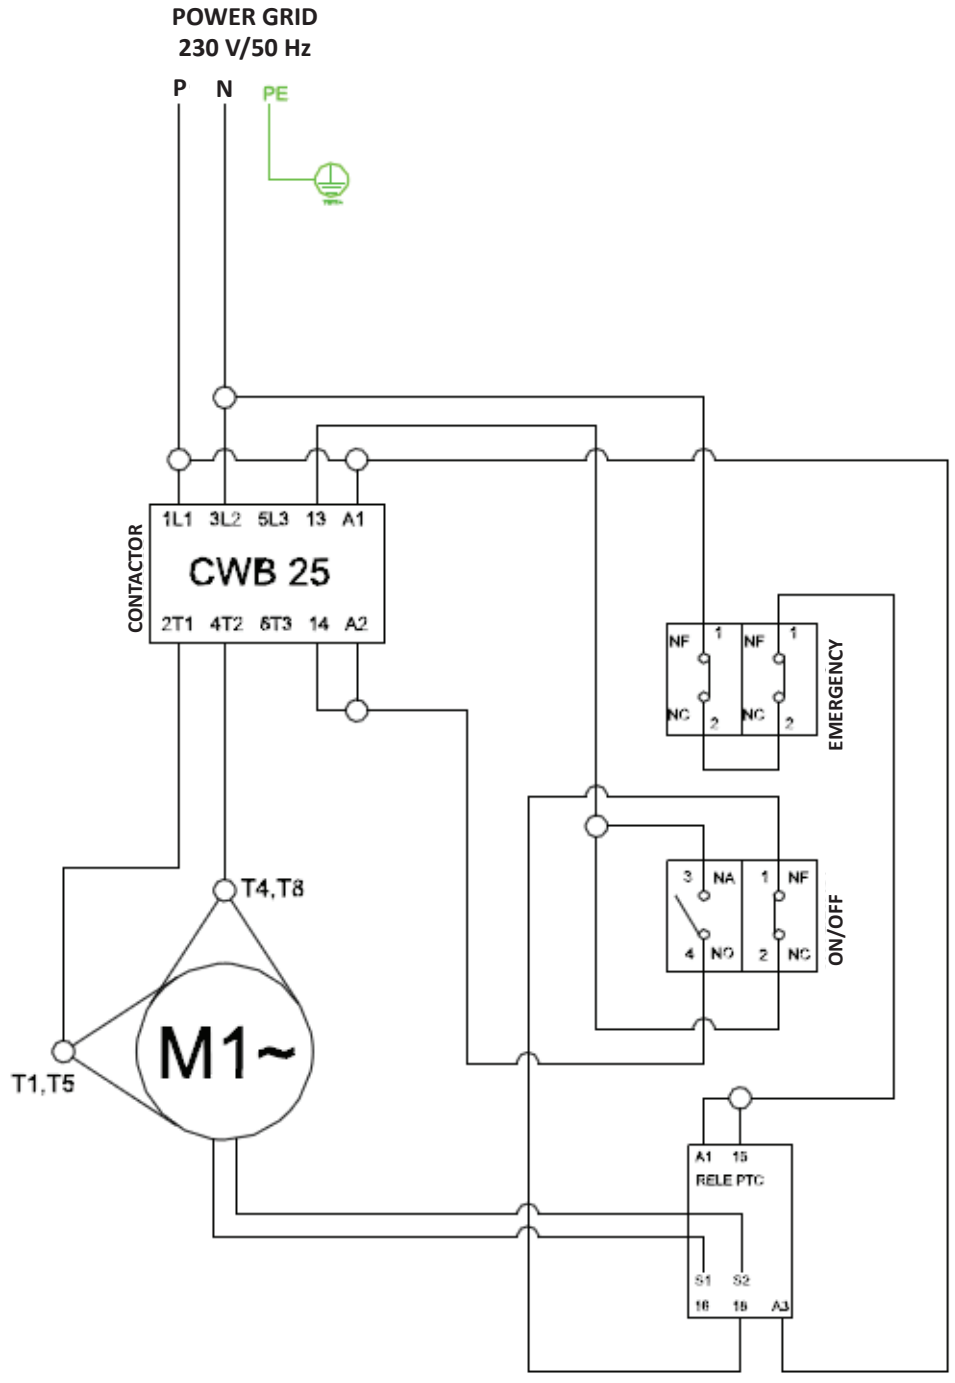 POWER GRID
230 V/50 Hz
P N PE
1L1 3L2 5L3 13 A1
CONTACTOR
CWB 25
2T1 4T2 6T3 14 A2
NF 1 NF 1
EMERGENCY
NC 2 NC 2
3 NA 1 NF
ON/OFF
4 NO 2 NC
T4,T8
M1~
T1,T5
A1 15
RELE PTC
S1 S2
16 18 A3